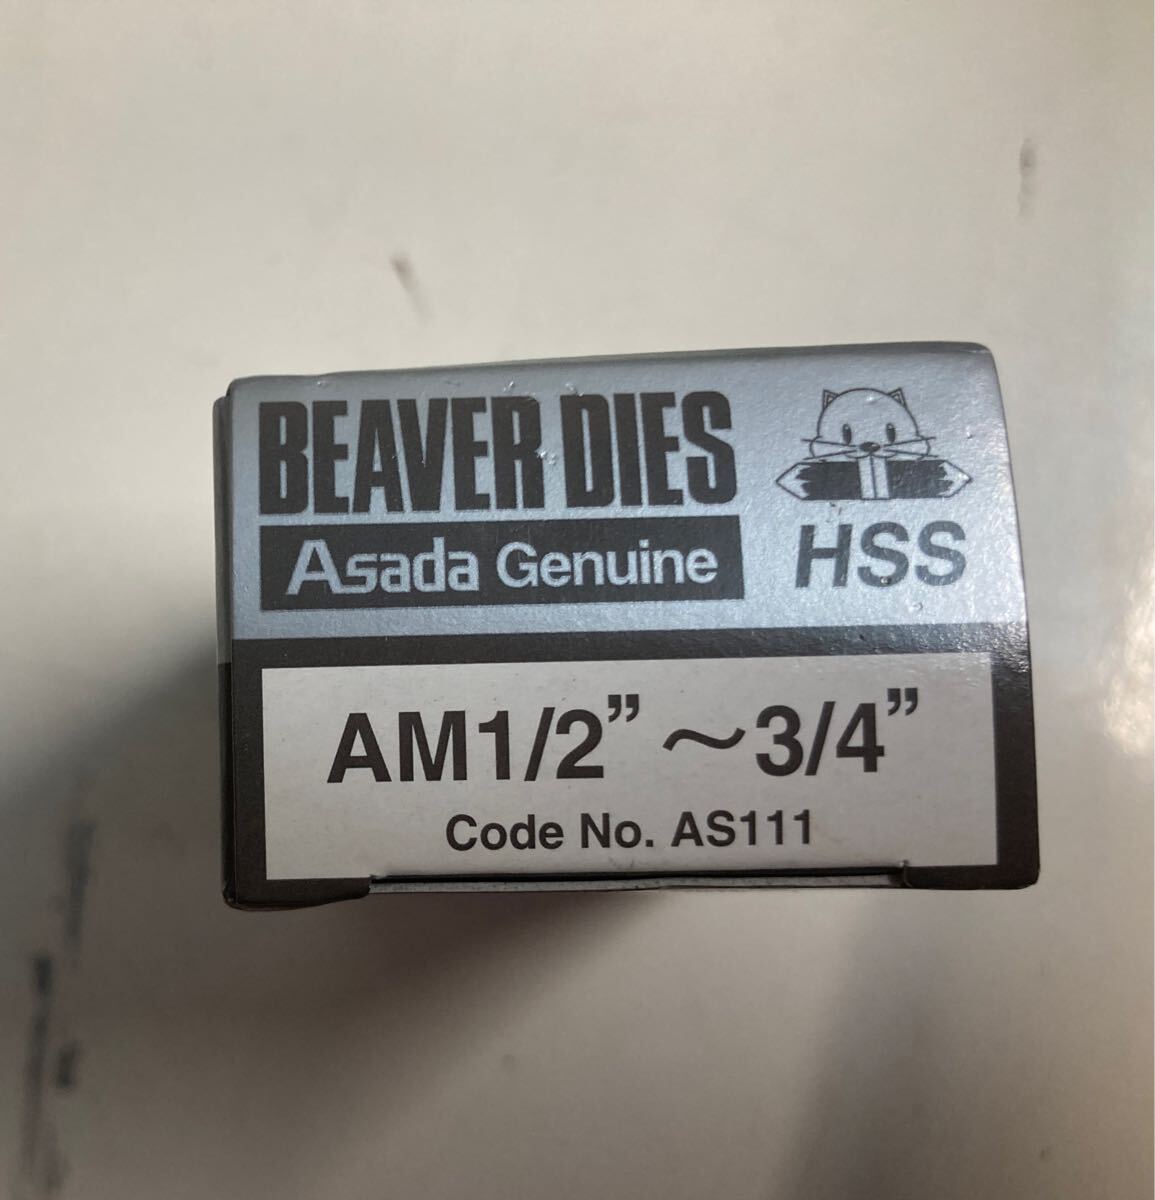 BEAVER DIES
Asada Genuine
HSS
AM1/2”～3/4”
Code No. AS111